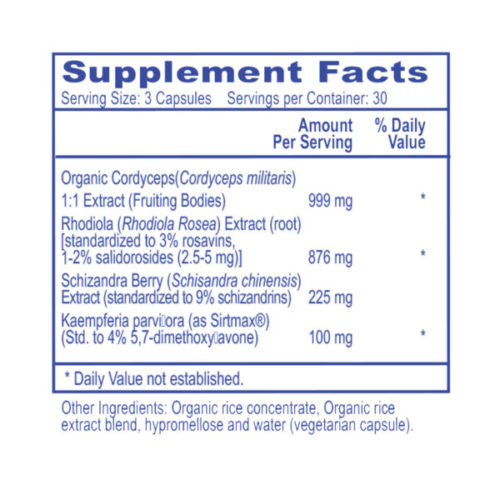 Supplement Facts
Serving Size: 3 Capsules Servings per Container: 30
Amount % Daily
Per Serving Value
Organic Cordyceps(Cordyceps militaris)
1:1 Extract (Fruiting Bodies) 999 mg *
Rhodiola (Rhodiola Rosea) Extract (root)
[standardized to 3% rosavins,
1-2% salidorosides (2.5-5 mg)] 876 mg *
Schizandra Berry (Schisandra chinensis)
Extract (standardized to 9% schizandrins) 225 mg
Kaempferia parvi▯ora (as Sirtmax®)
(Std. to 4% 5,7-dimethoxy▯avone) 100 mg *
* Daily Value not established.
Other Ingredients: Organic rice concentrate, Organic rice
extract blend, hypromellose and water (vegetarian capsule).